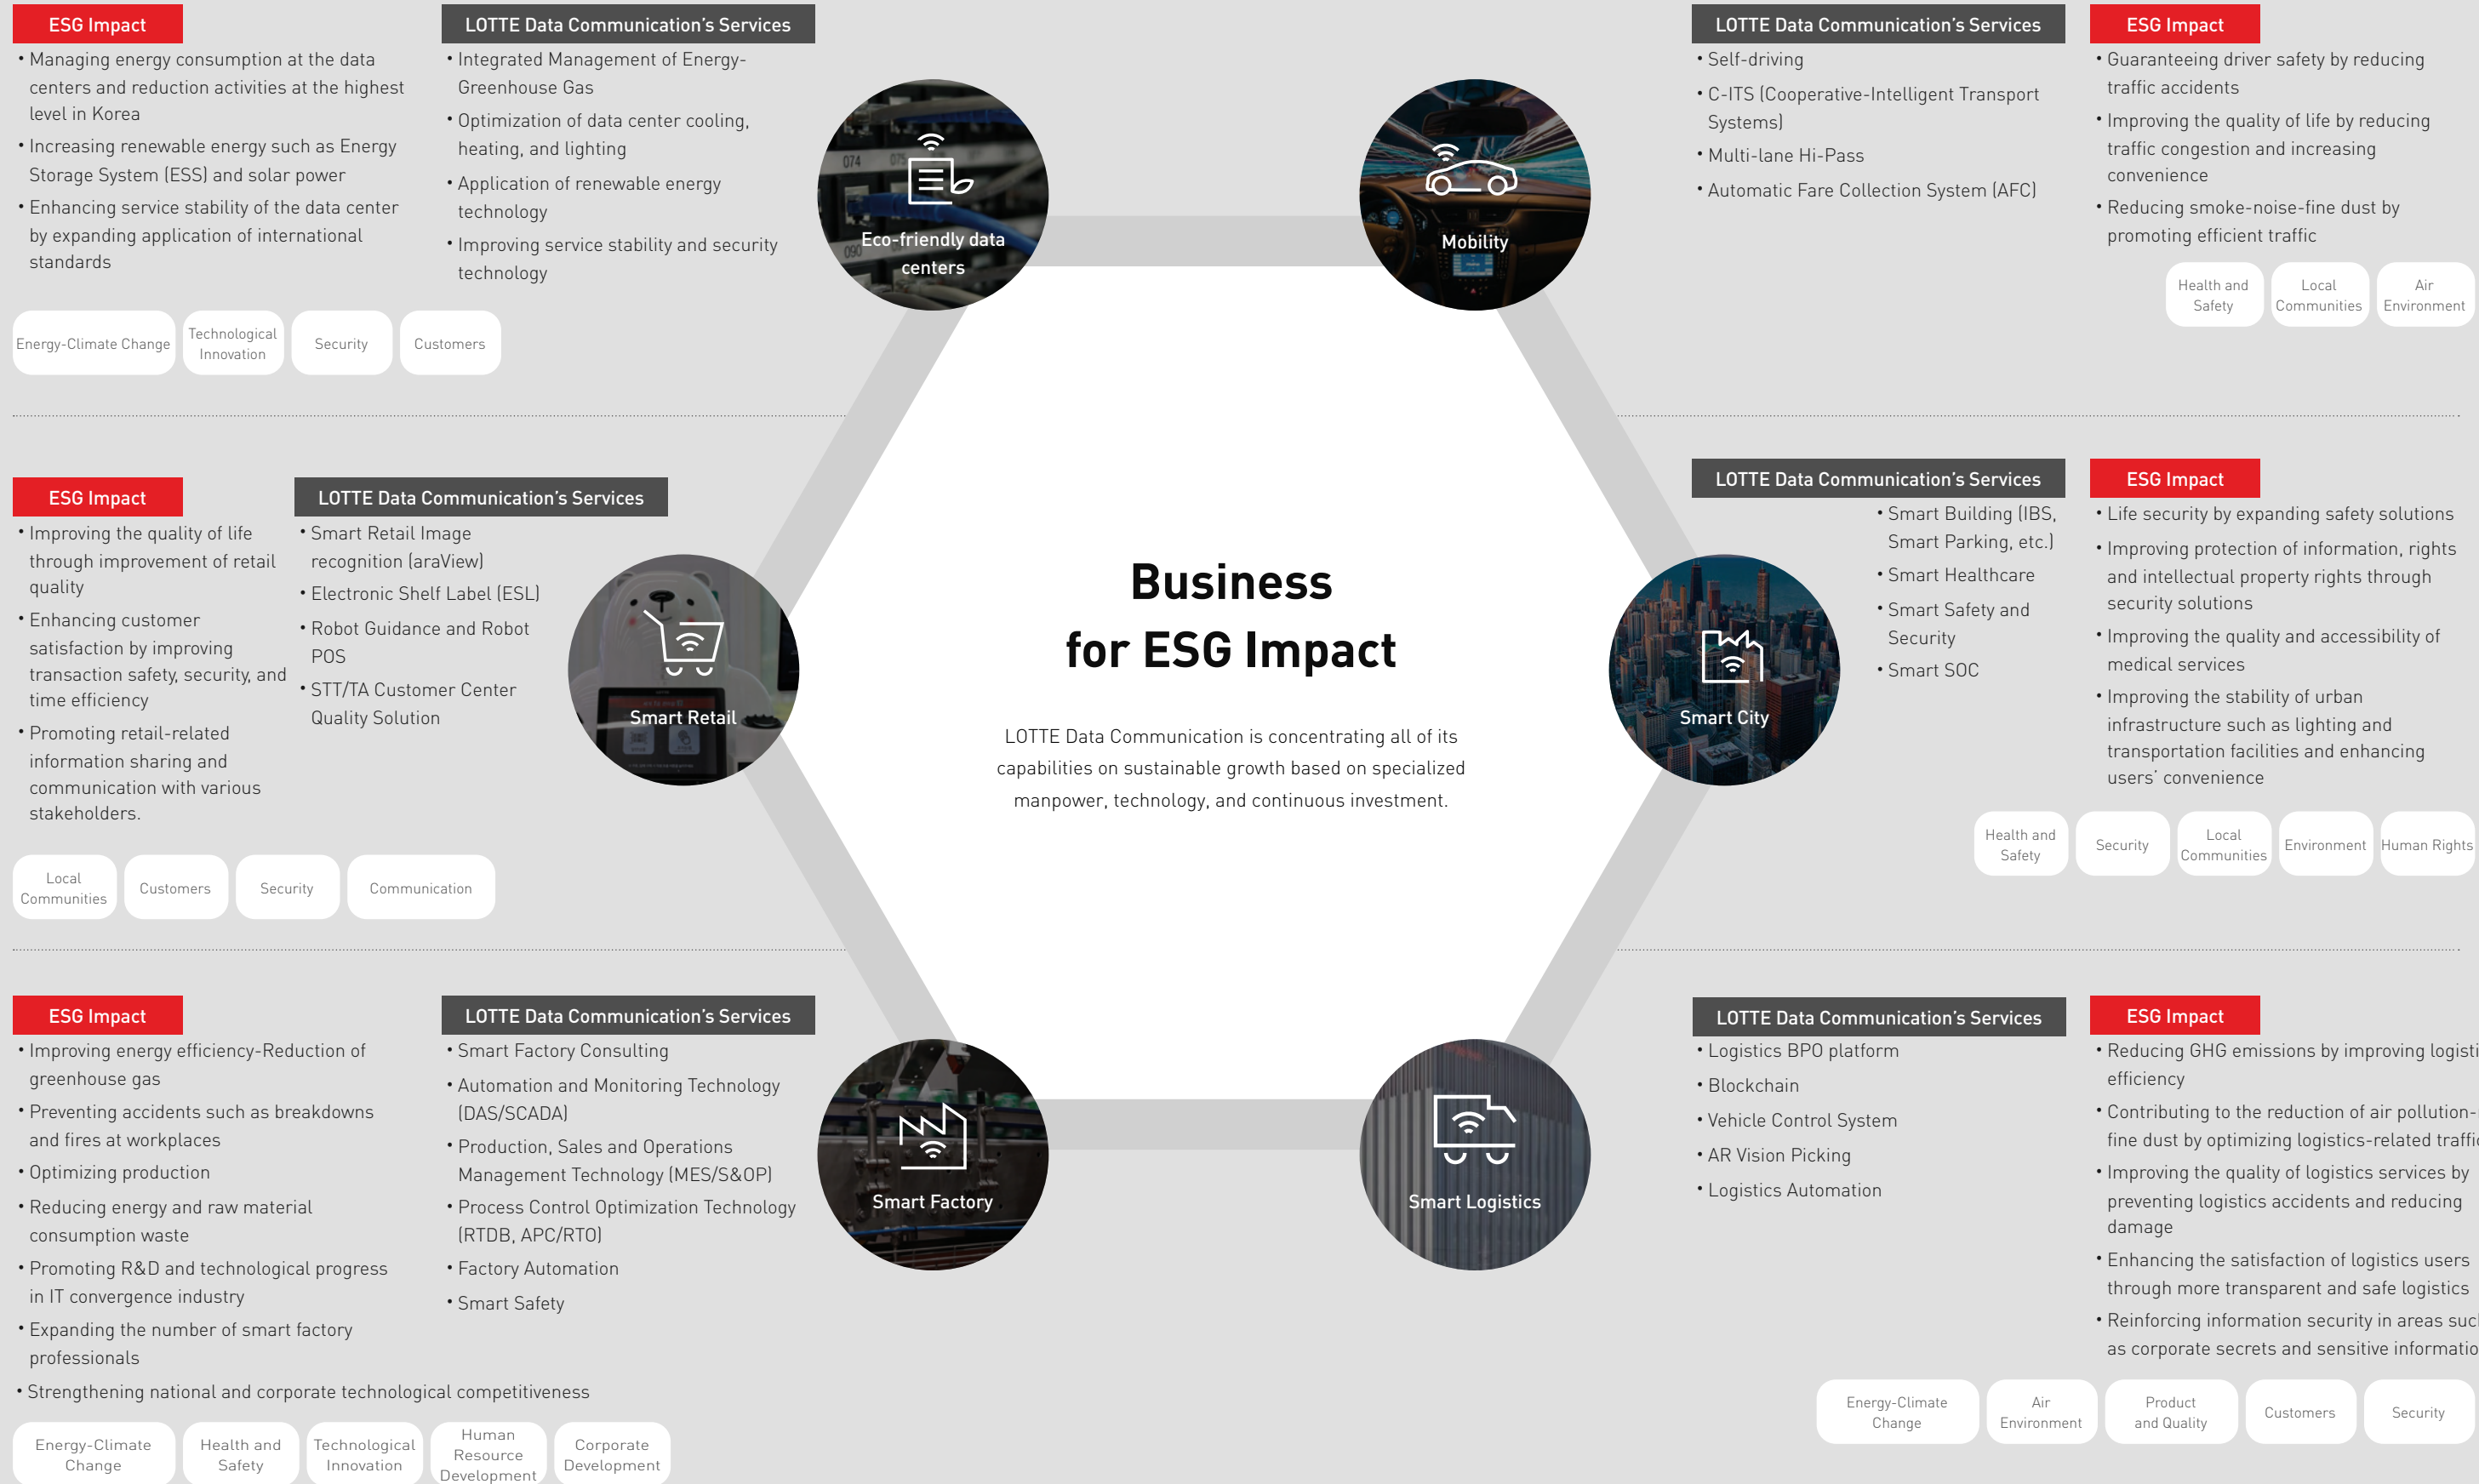 ESG Impact
• Managing energy consumption at the data
centers and reduction activities at the highest
level in Korea
• Increasing renewable energy such as Energy
Storage System (ESS) and solar power
• Enhancing service stability of the data center
by expanding application of international
standards
LOTTE Data Communication's Services
• Integrated Management of Energy-
Greenhouse Gas
• Optimization of data center cooling,
heating, and lighting
• Application of renewable energy
technology
• Improving service stability and security
technology
Energy-Climate Change
Technological
Innovation
Security
Customers
074
090
Eco-friendly data
centers
Mobility
LOTTE Data Communication's Services
• Self-driving
• C-ITS (Cooperative-Intelligent Transport
Systems)
• Multi-lane Hi-Pass
• Automatic Fare Collection System (AFC)
ESG Impact
• Guaranteeing driver safety by reducing
traffic accidents
• Improving the quality of life by reducing
traffic congestion and increasing
convenience
• Reducing smoke-noise-fine dust by
promoting efficient traffic
Health and
Safety
Local
Communities
Air
Environment
ESG Impact
• Improving the quality of life
through improvement of retail
quality
• Enhancing customer
satisfaction by improving
transaction safety, security, and
time efficiency
• Promoting retail-related
information sharing and
communication with various
stakeholders.
LOTTE Data Communication's Services
• Smart Retail Image
recognition (araView)
• Electronic Shelf Label (ESL)
• Robot Guidance and Robot
POS
• STT/TA Customer Center
Quality Solution
Local
Communities
Customers
Security
Communication
Smart Retail
Business
for ESG Impact
LOTTE Data Communication is concentrating all of its
capabilities on sustainable growth based on specialized
manpower, technology, and continuous investment.
Smart City
LOTTE Data Communication's Services
• Smart Building (IBS,
Smart Parking, etc.)
• Smart Healthcare
• Smart Safety and
Security
• Smart SOC
ESG Impact
• Life security by expanding safety solutions
• Improving protection of information, rights
and intellectual property rights through
security solutions
• Improving the quality and accessibility of
medical services
• Improving the stability of urban
infrastructure such as lighting and
transportation facilities and enhancing
users' convenience
Health and
Safety
Security
Local
Communities
Environment
Human Rights
ESG Impact
• Improving energy efficiency-Reduction of
greenhouse gas
• Preventing accidents such as breakdowns
and fires at workplaces
• Optimizing production
• Reducing energy and raw material
consumption waste
• Promoting R&D and technological progress
in IT convergence industry
• Expanding the number of smart factory
professionals
• Strengthening national and corporate technological competitiveness
LOTTE Data Communication's Services
• Smart Factory Consulting
• Automation and Monitoring Technology
(DAS/SCADA)
• Production, Sales and Operations
Management Technology (MES/S&OP)
• Process Control Optimization Technology
(RTDB, APC/RTO)
• Factory Automation
• Smart Safety
Energy-Climate
Change
Health and
Safety
Technological
Innovation
Human
Resource
Development
Corporate
Development
Smart Factory
Smart Logistics
LOTTE Data Communication's Services
• Logistics BPO platform
• Blockchain
• Vehicle Control System
• AR Vision Picking
• Logistics Automation
ESG Impact
• Reducing GHG emissions by improving logisti
efficiency
• Contributing to the reduction of air pollution-
fine dust by optimizing logistics-related traffic
• Improving the quality of logistics services by
preventing logistics accidents and reducing
damage
• Enhancing the satisfaction of logistics users
through more transparent and safe logistics
• Reinforcing information security in areas such
as corporate secrets and sensitive informatio
Energy-Climate
Change
Air
Environment
Product
and Quality
Customers
Security